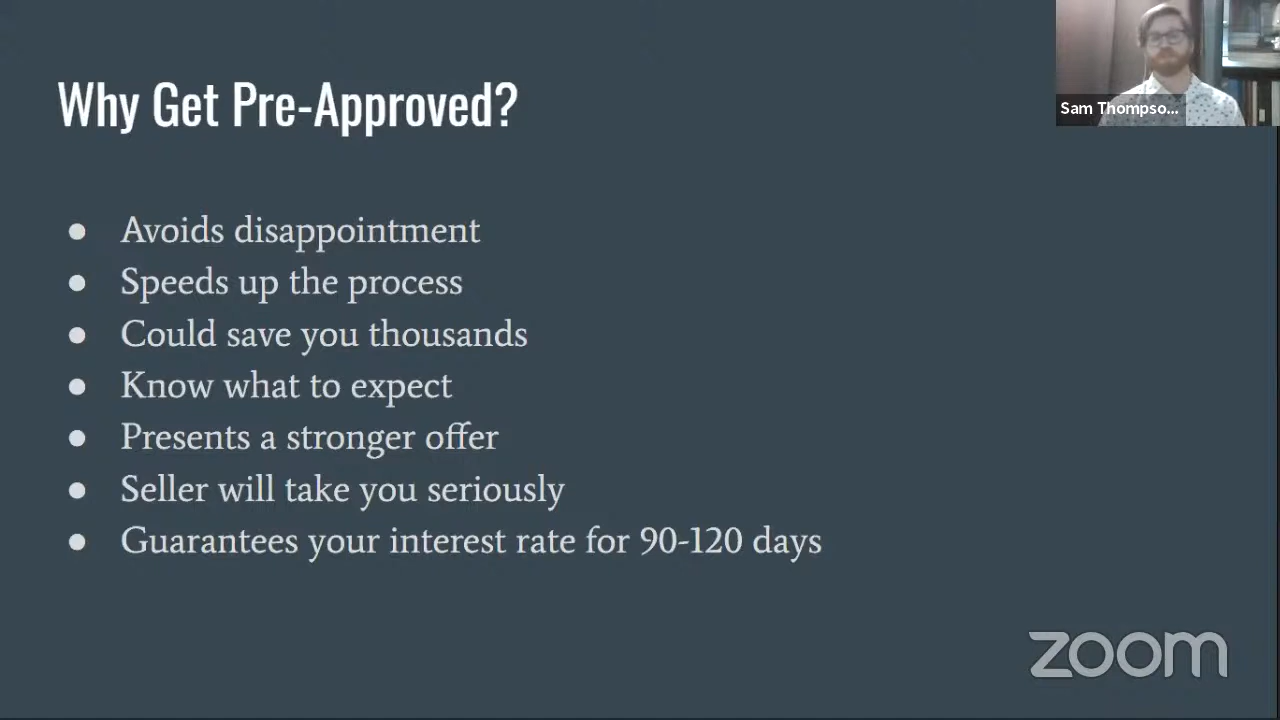 Why Get Pre-Approved?
Sam Thompso...
● Avoids disappointment
● Speeds up the process
● Could save you thousands
● Know what to expect
● Presents a stronger offer
● Seller will take you seriously
● Guarantees your interest rate for 90-120 days
zoom